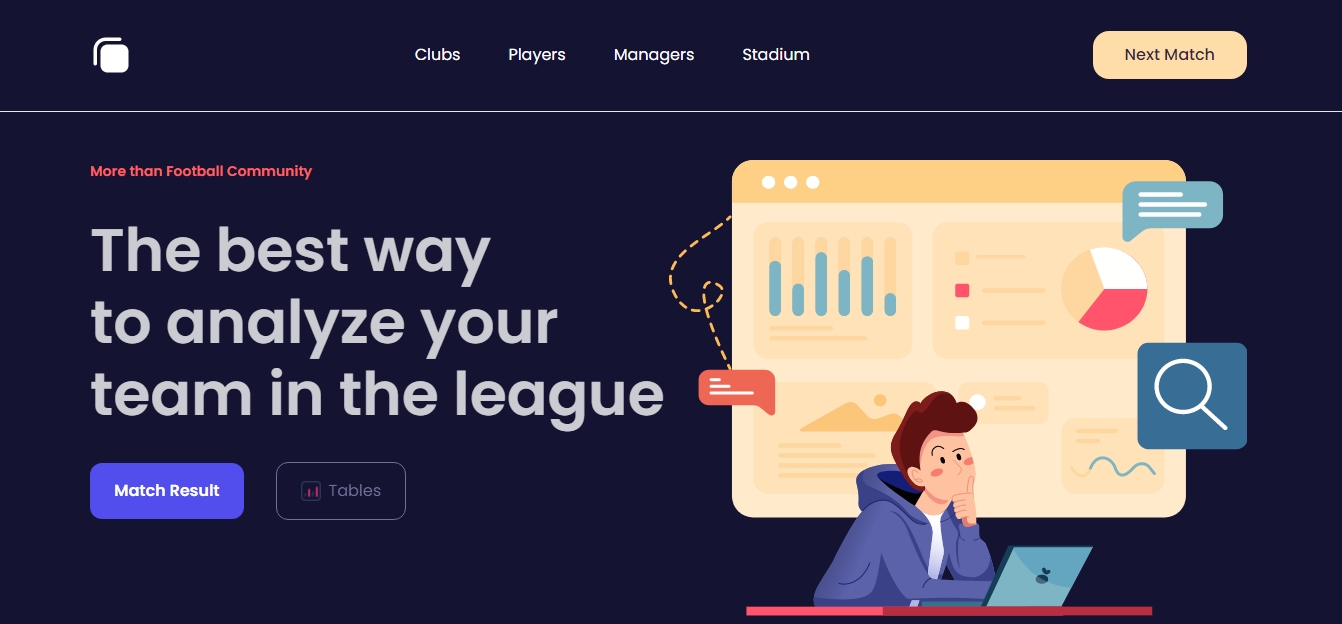 Clubs
Players
Managers
Stadium
Next Match
More than Football Community
The best way
to analyze your
team in the league
Match Result
Tables